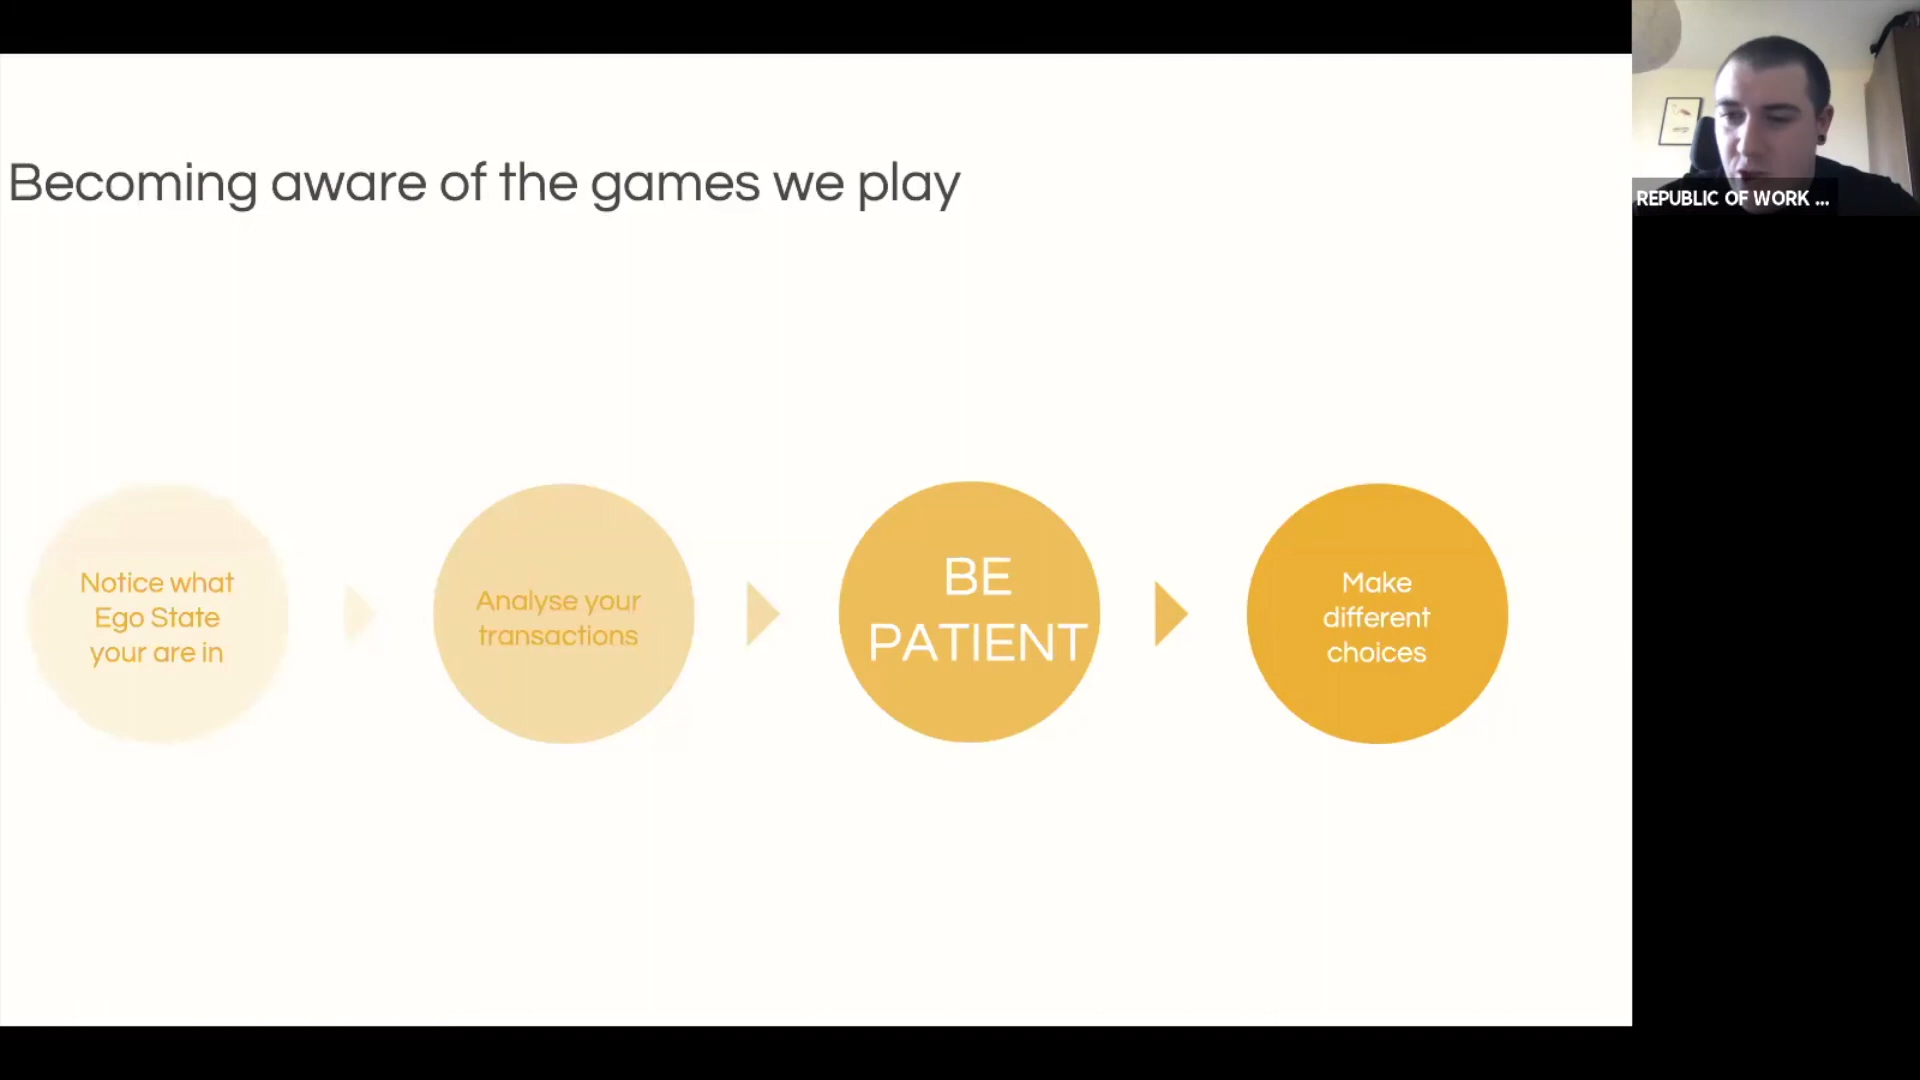 Becoming aware of the games we play
Notice what
Ego State
your are in
Analyse your
transactions
BE
PATIENT
Make
different
choices
REPUBLIC OF WORK ...